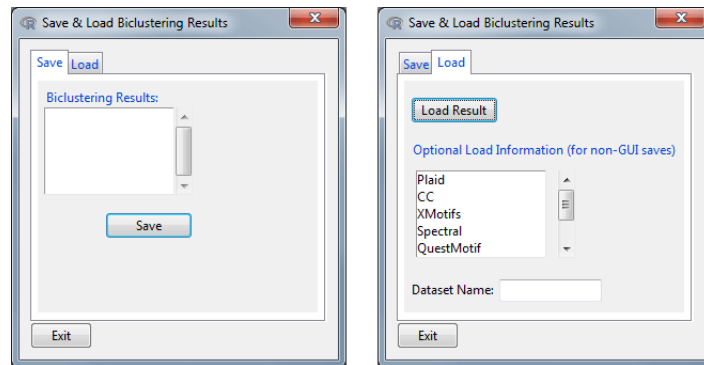 Save & Load Biclustering Results
Save Load
Biclustering Results:
Save
Exit
Save & Load Biclustering Results
Save Load
Load Result
Optional Load Information (for non-GUI saves)
Plaid
CC
XMotifs
Spectral
QuestMotif
Dataset Name:
Exit